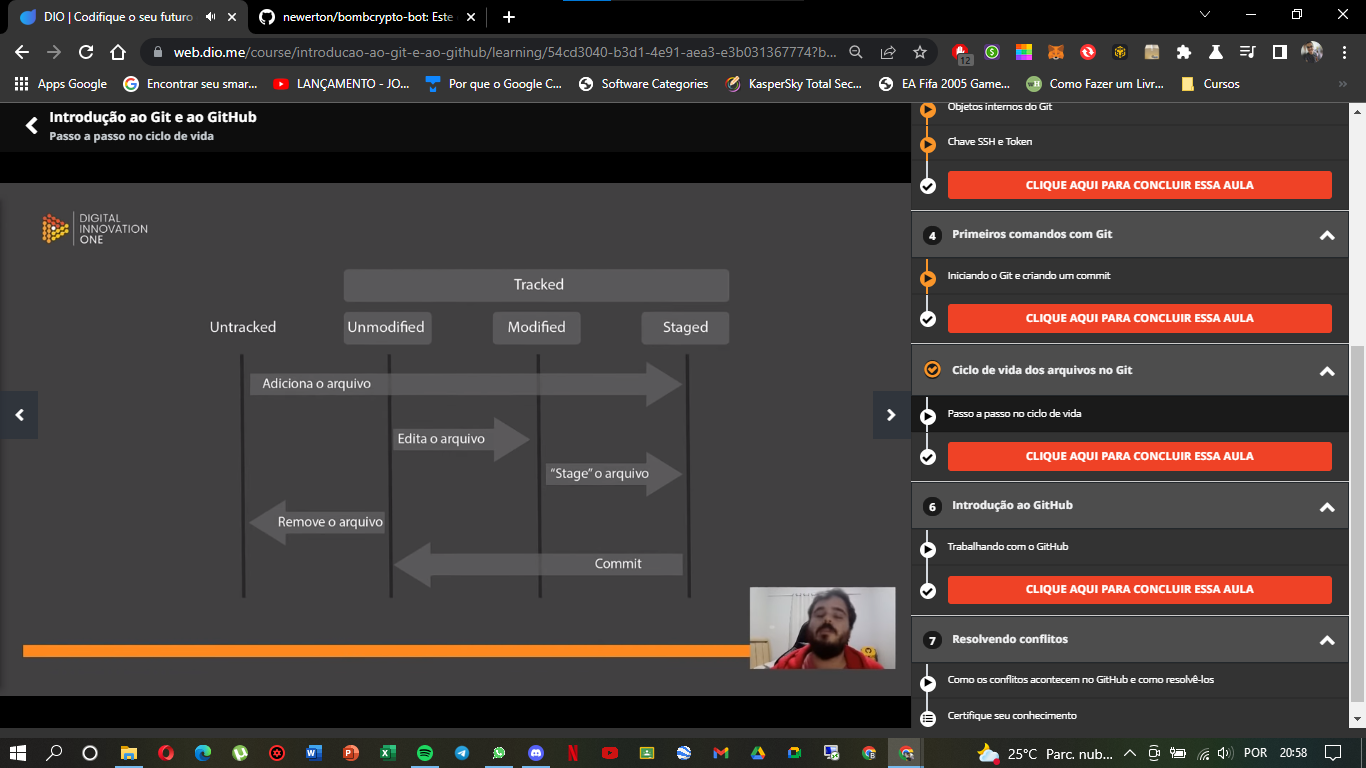 DIO | Codifique o seu futuro
newerton/bombcrypto-bot: Este
web.dio.me/course/introducao-ao-git-e-ao-github/learning/54cd3040-b3d1-4e91-aea3-e3b031367774?b...
12
Apps Google
Encontrar seu smar...
LANÇAMENTO - JO...
Por que o Google C...
Software Categories
KasperSky Total Sec...
EA Fifa 2005 Game...
Como Fazer um Livr...
Cursos
»
Introdução ao Git e ao GitHub
Passo a passo no ciclo de vida
DIGITAL
INNOVATION
ONE
Tracked
Untracked
Unmodified
Modified
Staged
Adiciona o arquivo
Edita o arquivo
“Stage” o arquivo
Remove o arquivo
Commit
Objetos internos do Git
Chave SSH e Token
CLIQUE AQUI PARA CONCLUIR ESSA AULA
4 Primeiros comandos com Git
Iniciando o Git e criando um commit
CLIQUE AQUI PARA CONCLUIR ESSA AULA
Ciclo de vida dos arquivos no Git
Passo a passo no ciclo de vida
CLIQUE AQUI PARA CONCLUIR ESSA AULA
6 Introdução ao GitHub
Trabalhando com o GitHub
CLIQUE AQUI PARA CONCLUIR ESSA AULA
7 Resolvendo conflitos
Como os conflitos acontecem no GitHub e como resolvê-los
Certifique seu conhecimento
25°C Parc. nub...
POR
20:58